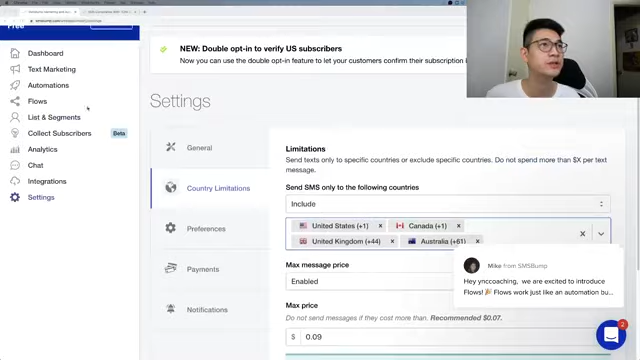 Free
Dashboard
Text Marketing
Automations
Flows
List & Segments
Collect Subscribers
Beta
Analytics
Chat
Integrations
Settings
NEW: Double opt-in to verify US subscribers
Now you can use the double opt-in feature to let your customers confirm their subscription
Settings
General
Country Limitations
Preferences
Payments
Notifications
Limitations
Send texts only to specific countries or exclude specific countries. Do not spend more than $X per text
message.
Send SMS only to the following countries
Include
United States (+1) ×
Canada (+1) ×
United Kingdom (+44) ×
Australia (+61) ×
Max message price
Enabled
Max price
Do not send messages if they cost more. Recommended $0.07.
$ 0.09
Mike from SMSBump
Hey ynccoaching, we are excited to introduce
Flows! 🎉 Flows work just like an automation bu...
2